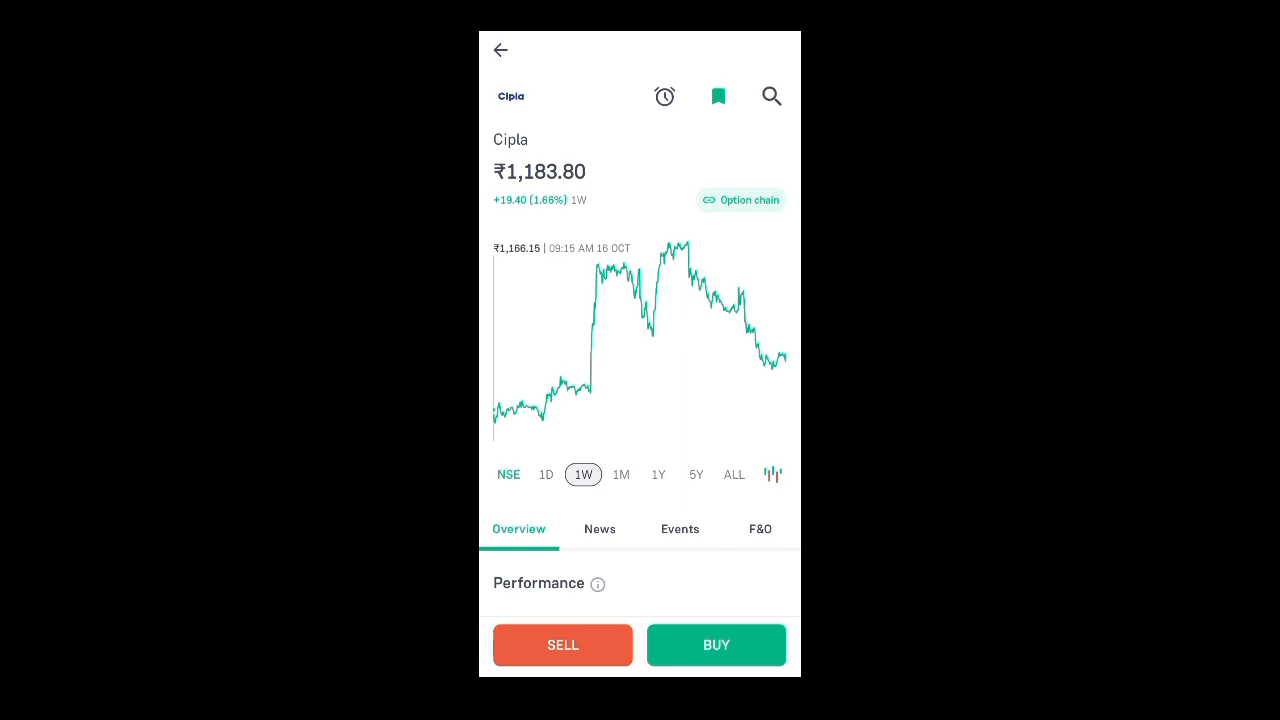 Cipla
Cipla
₹1,183.80
+19.40 (1.66%) 1W
Option chain
₹1,166.15 | 09:15 AM 16 OCT
NSE 1D 1W 1M 1Y 5Y ALL
Overview News Events F&O
Performance
SELL BUY